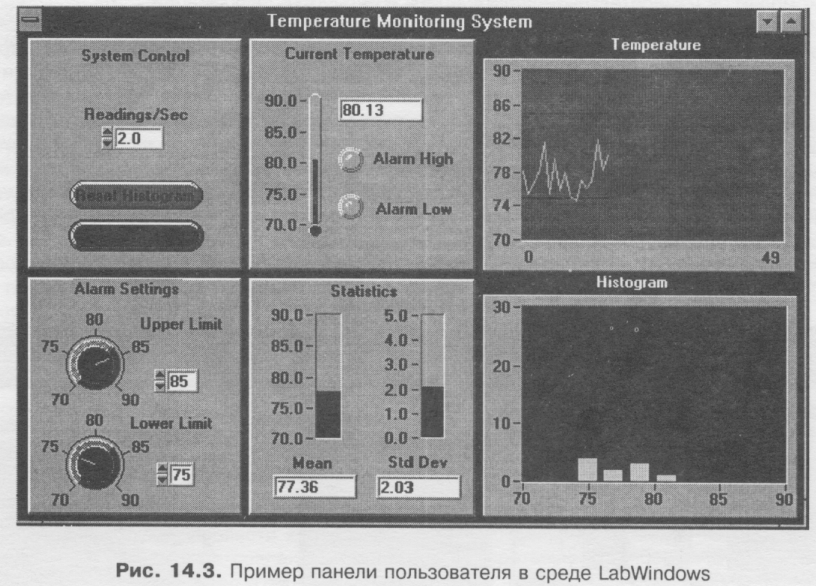 Temperature Monitoring System
System Control
Readings/Sec
2.0
Reset Histogram
Current Temperature
90.0
85.0
80.0
75.0
70.0
80.13
Alarm High
Alarm Low
Temperature
90
86
82
78
74
70
0 49
Alarm Settings
Upper Limit
80
75 85
70 90
85
Lower Limit
80
75 85
70 90
75
Statistics
90.0 5.0
85.0 4.0
80.0 3.0
75.0 2.0
70.0 1.0
0.0
Mean Std Dev
77.36 2.03
Histogram
30
20
10
0
70 75 80 85 90
Рис. 14.3. Пример панели пользователя в среде LabWindows